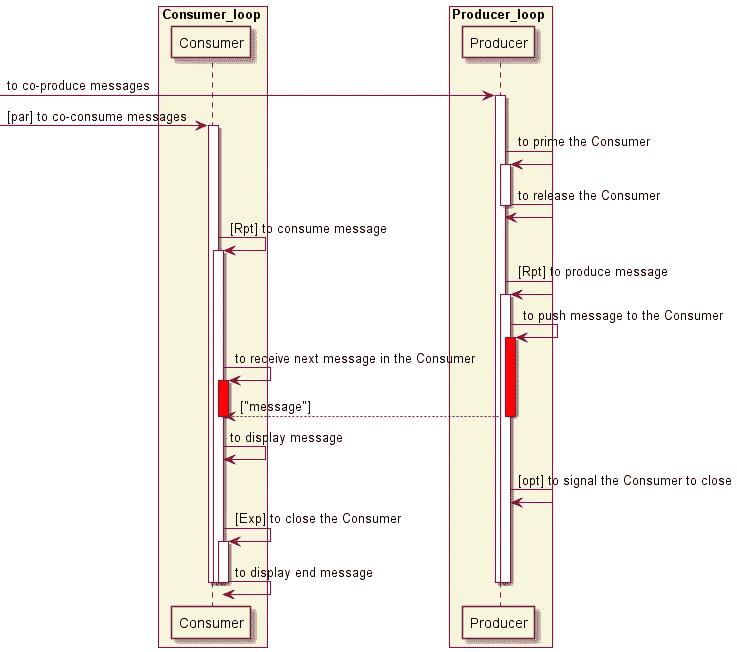 Consumer_loop
Producer_loop
Consumer
Producer
to co-produce messages
[par] to co-consume messages
to prime the Consumer
to release the Consumer
[Rpt] to consume message
[Rpt] to produce message
to push message to the Consumer
to receive next message in the Consumer
["message"]
to display message
[opt] to signal the Consumer to close
[Exp] to close the Consumer
to display end message
Consumer
Producer